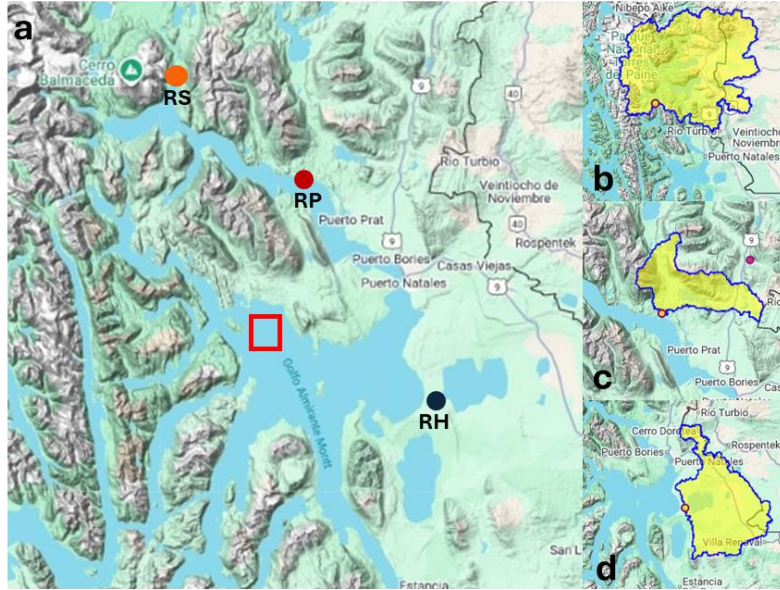 a
Cerro
Balmaceda
RS
RP
9
40
Rio Turbio
Veintiocho de
Noviembre
Puerto Prat
9
Rospentek
Puerto Bories
Casas Viejas
Puerto Natales
9
Golfo Almirante Montt
RH
San L
Estancia
Nibepo Aike
Parque
Nacional
Torres
del Paine
9
Rio Turbio
Veintioch
Noviembre
Puerto Natales
b
9
Rio
Puerto Prat
9
Puerto Bories
c
Rio Turbio
Cerro Dorotea
Rospentek
Puerto Bories
Puerto Natales
Villa Renoval
Estancia
d